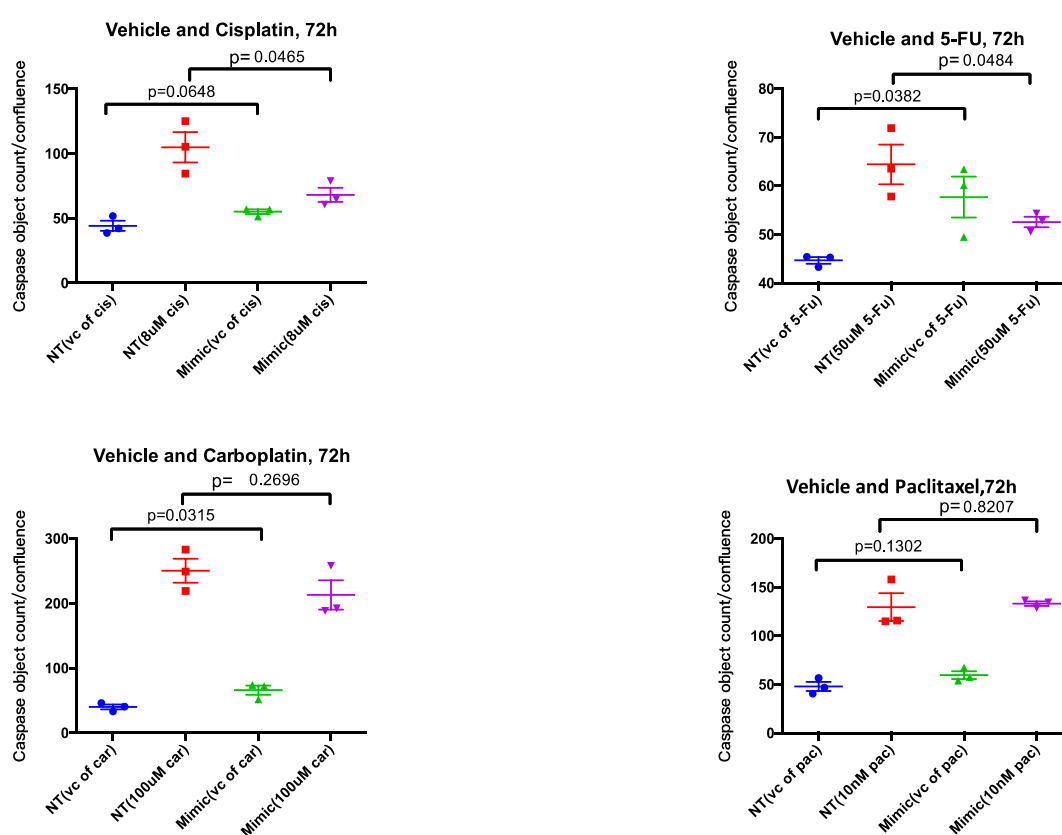 Vehicle and Cisplatin, 72h
p= 0.0465
p=0.0648
Caspase object count/confluence
150
100
50
0
NT(vc of cis)
NT(8uM cis)
Mimic(vc of cis)
Mimic(8uM cis)
Vehicle and 5-FU, 72h
p= 0.0484
p=0.0382
Caspase object count/confluence
80
70
60
50
40
NT(vc of 5-Fu)
NT(50uM 5-Fu)
Mimic(vc of 5-Fu)
Mimic(50uM 5-Fu)
Vehicle and Carboplatin, 72h
p= 0.2696
p=0.0315
Caspase object count/confluence
300
200
100
0
NT(vc of car)
NT(100uM car)
Mimic(vc of car)
Mimic(100uM car)
Vehicle and Paclitaxel,72h
p= 0.8207
p=0.1302
Caspase object count/confluence
200
150
100
50
0
NT(vc of pac)
NT(10nM pac)
Mimic(vc of pac)
Mimic(10nM pac)